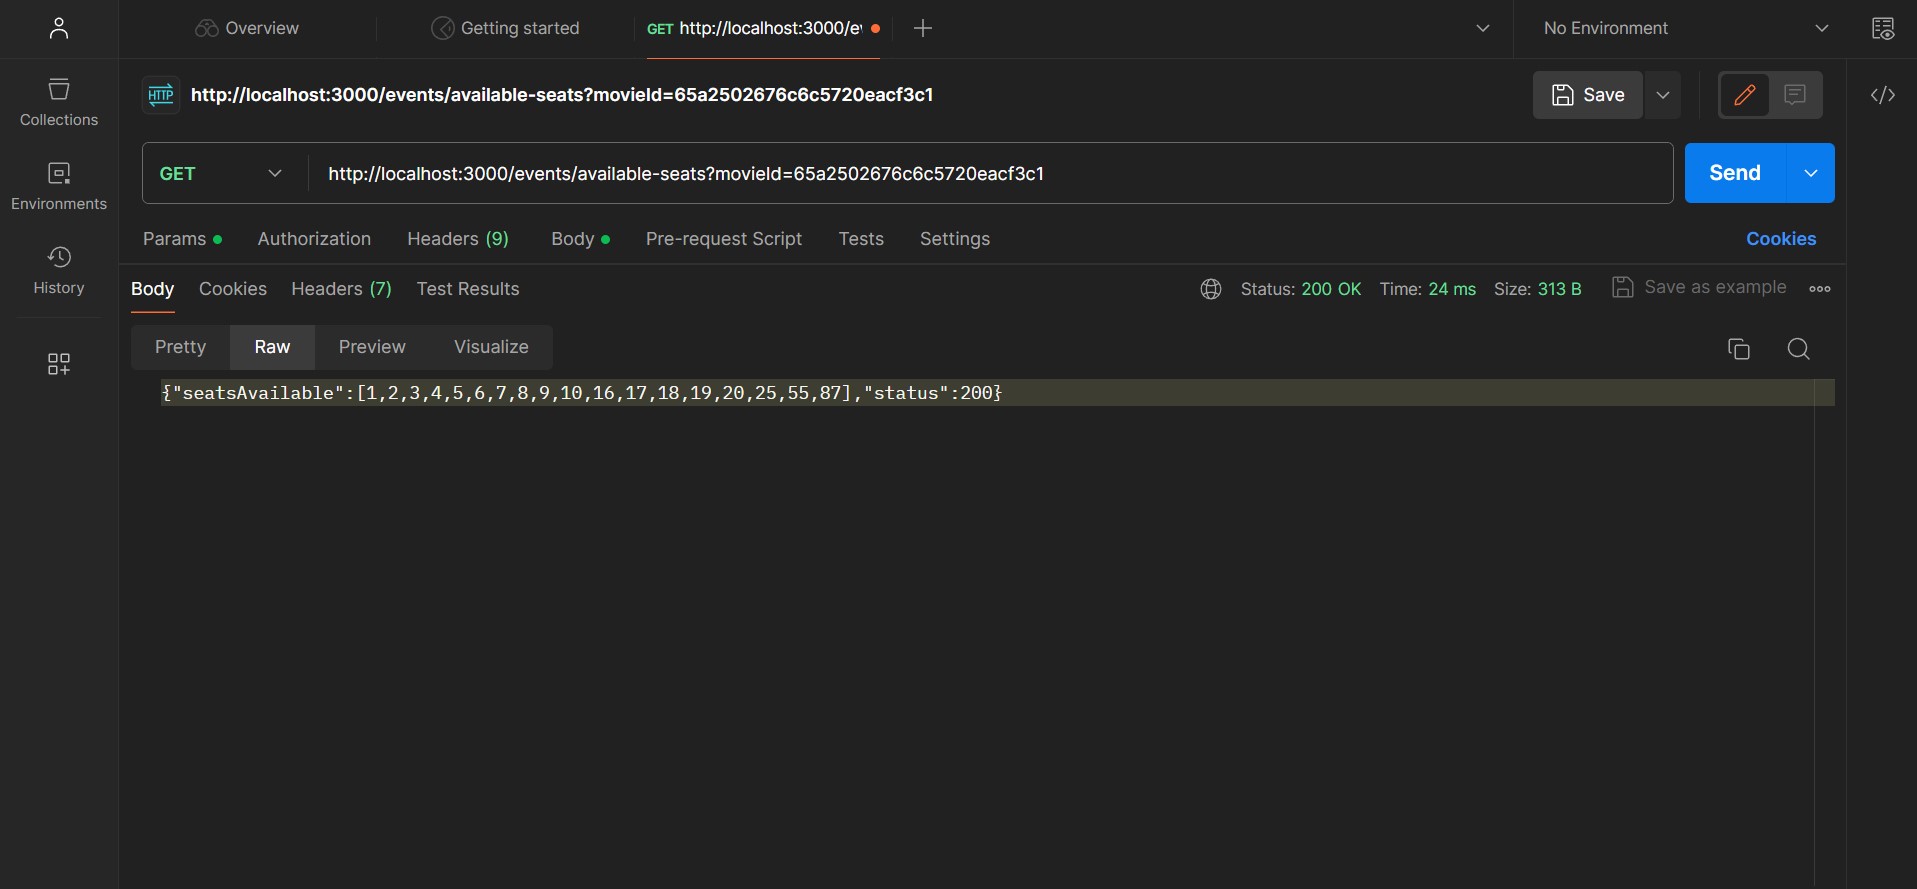 Overview
Getting started
GET http://localhost:3000/e
No Environment
Collections
Environments
History
HTTP http://localhost:3000/events/available-seats?movieId=65a2502676c6c5720eacf3c1
Save
GET http://localhost:3000/events/available-seats?movieId=65a2502676c6c5720eacf3c1
Send
Params Authorization Headers (9) Body Pre-request Script Tests Settings Cookies
Body Cookies Headers (7) Test Results Status: 200 OK Time: 24 ms Size: 313 B Save as example
Pretty Raw Preview Visualize
{"seatsAvailable":[1,2,3,4,5,6,7,8,9,10,16,17,18,19,20,25,55,87],"status":200}